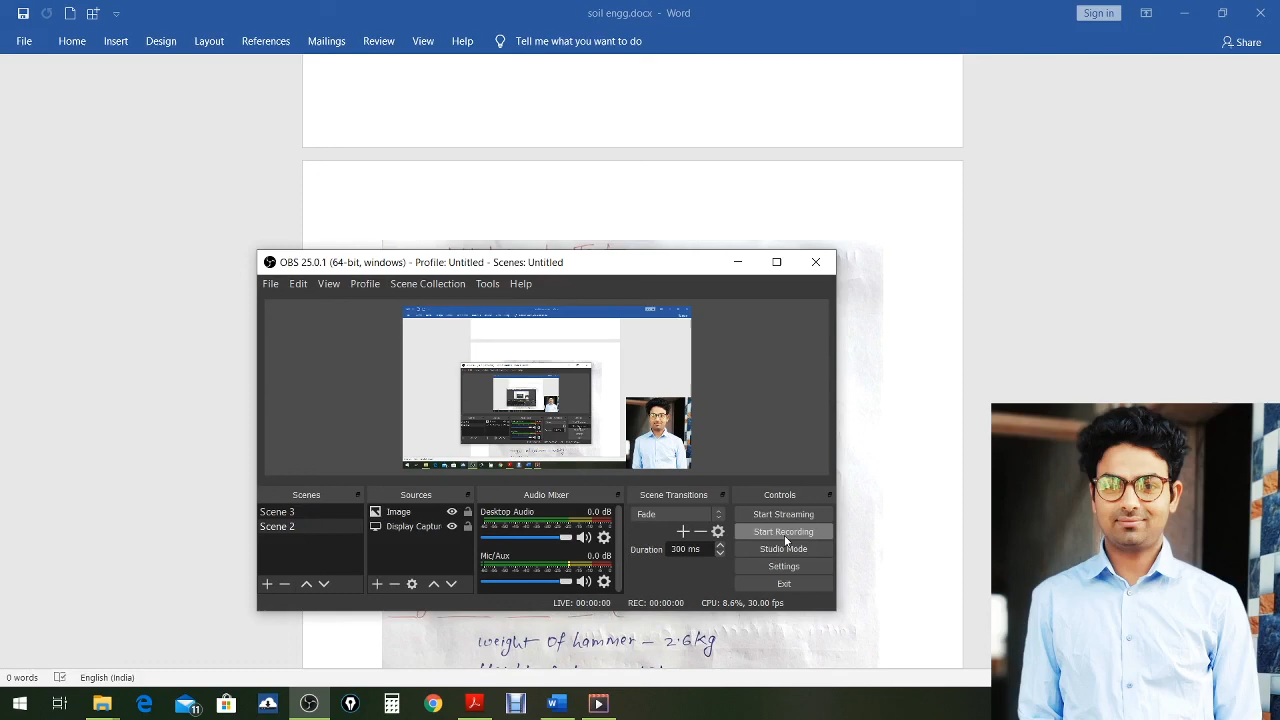 soil engg.docx - Word
Sign in
File Home Insert Design Layout References Mailings Review View Help Tell me what you want to do
Share
OBS 25.0.1 (64-bit, windows) - Profile: Untitled - Scenes: Untitled
File Edit View Profile Scene Collection Tools Help
Scenes Sources Audio Mixer Scene Transitions Controls
Scene 3
Scene 2
Image
Display Captur
Desktop Audio 0.0 dB
Mic/Aux 0.0 dB
Fade
Duration 300 ms
Start Streaming
Start Recording
Studio Mode
Settings
Exit
LIVE: 00:00:00 REC: 00:00:00 CPU: 8.6%, 30.00 fps
weight of hammer - 2.6kg
0 words English (India)
11